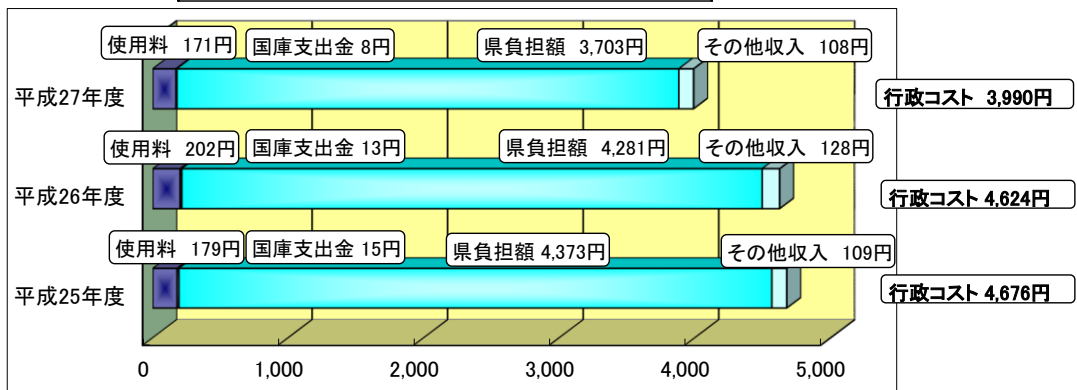 使用料 171円 国庫支出金 8円 県負担額 3,703円 その他収入 108円
平成27年度 行政コスト 3,990円
使用料 202円 国庫支出金 13円 県負担額 4,281円 その他収入 128円
平成26年度 行政コスト 4,624円
使用料 179円 国庫支出金 15円 県負担額 4,373円 その他収入 109円
平成25年度 行政コスト 4,676円
0 1,000 2,000 3,000 4,000 5,000